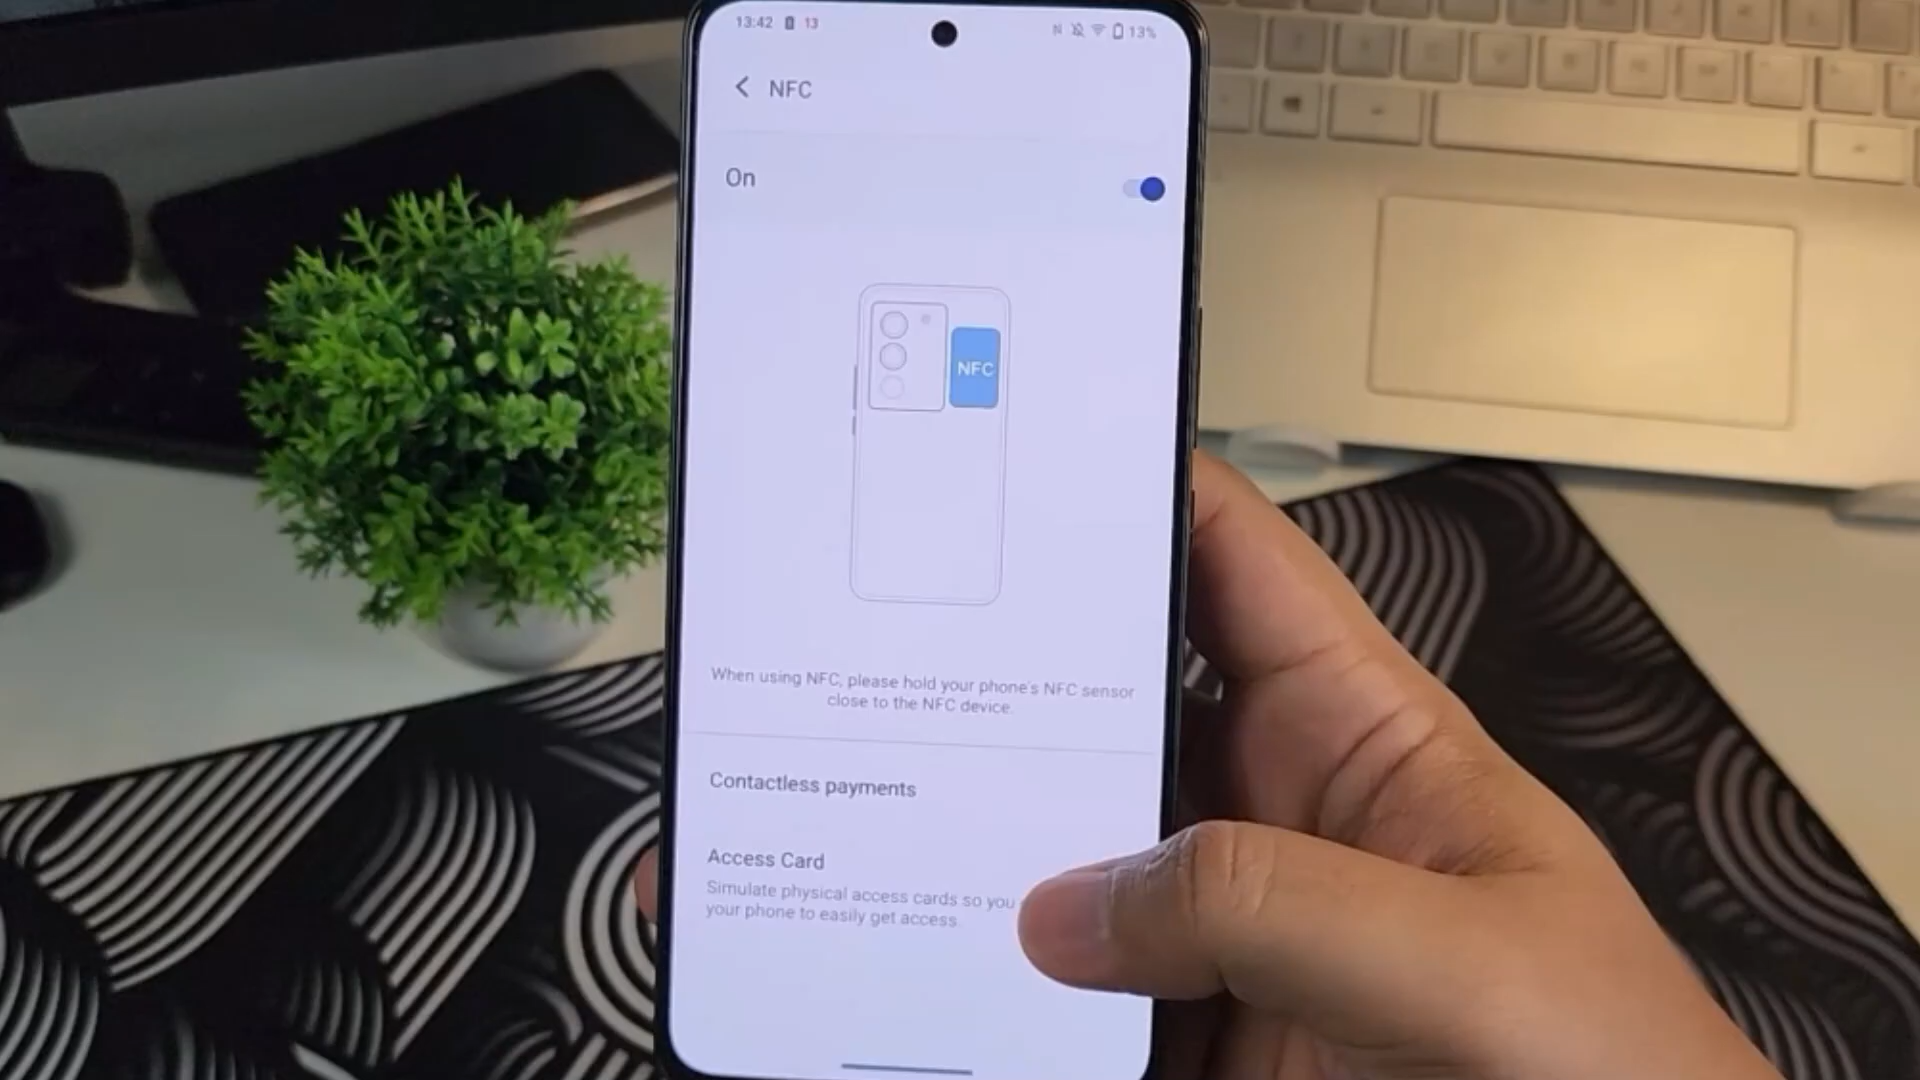 13:42 13
13%
NFC
On
NFC
When using NFC, please hold your phone's NFC sensor
close to the NFC device.
Contactless payments
Access Card
Simulate physical access cards so you
your phone to easily get access